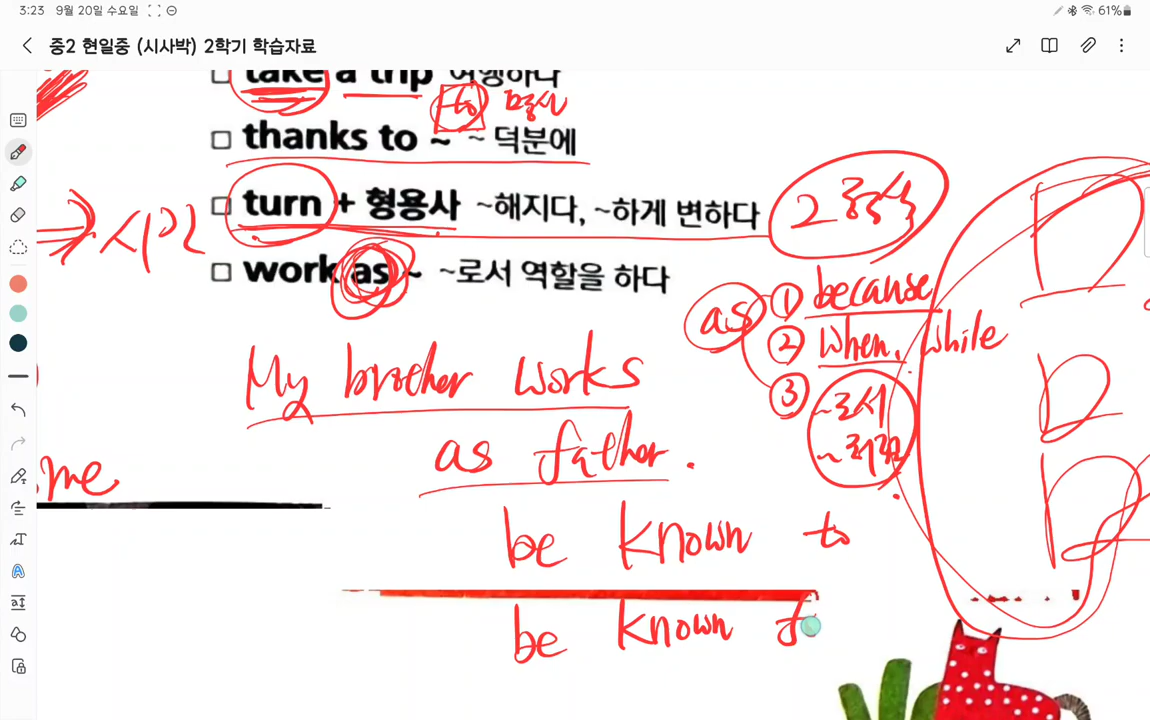 3:23 9월 20일 수요일 61%
중2 현일중 (시사박) 2학기 학습자료
take a trip 여행하다
-to 명사
thanks to ~ ~ 덕분에
turn + 형용사 ~해지다, ~하게 변하다
2형식
work as ~ ~로서 역할을 하다
as ① because
② when, while
③ ~로서
~처럼
My brother works
as father.
me
be known to
be known f